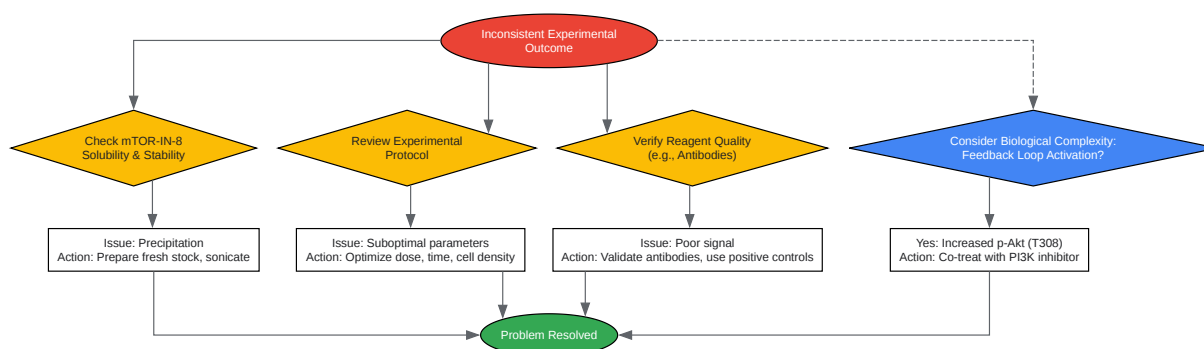 Inconsistent Experimental
Outcome
Check mTOR-IN-8
Solubility & Stability
Review Experimental
Protocol
Verify Reagent Quality
(e.g., Antibodies)
Consider Biological Complexity:
Feedback Loop Activation?
Issue: Precipitation
Action: Prepare fresh stock, sonicate
Issue: Suboptimal parameters
Action: Optimize dose, time, cell density
Issue: Poor signal
Action: Validate antibodies, use positive controls
Yes: Increased p-Akt (T308)
Action: Co-treat with PI3K inhibitor
Problem Resolved